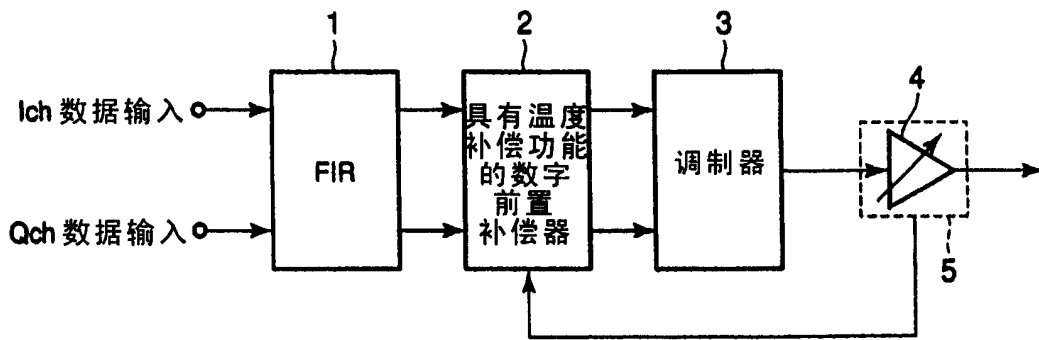 1
2
3
4
Ich 数据输入
Qch 数据输入
FIR
具有温度
补偿功能
的数字
前置
补偿器
调制器
5